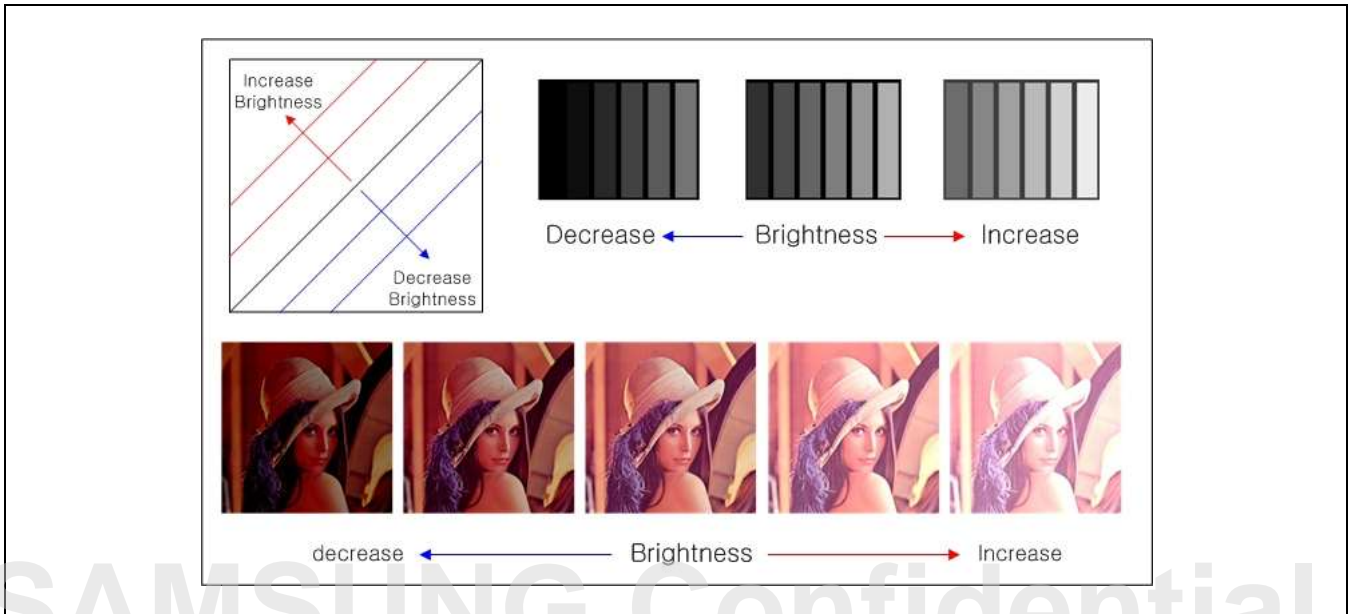 Increase
Brightness
Decrease
Brightness
Decrease Brightness Increase
decrease Brightness Increase
SAMSUNG Confidential